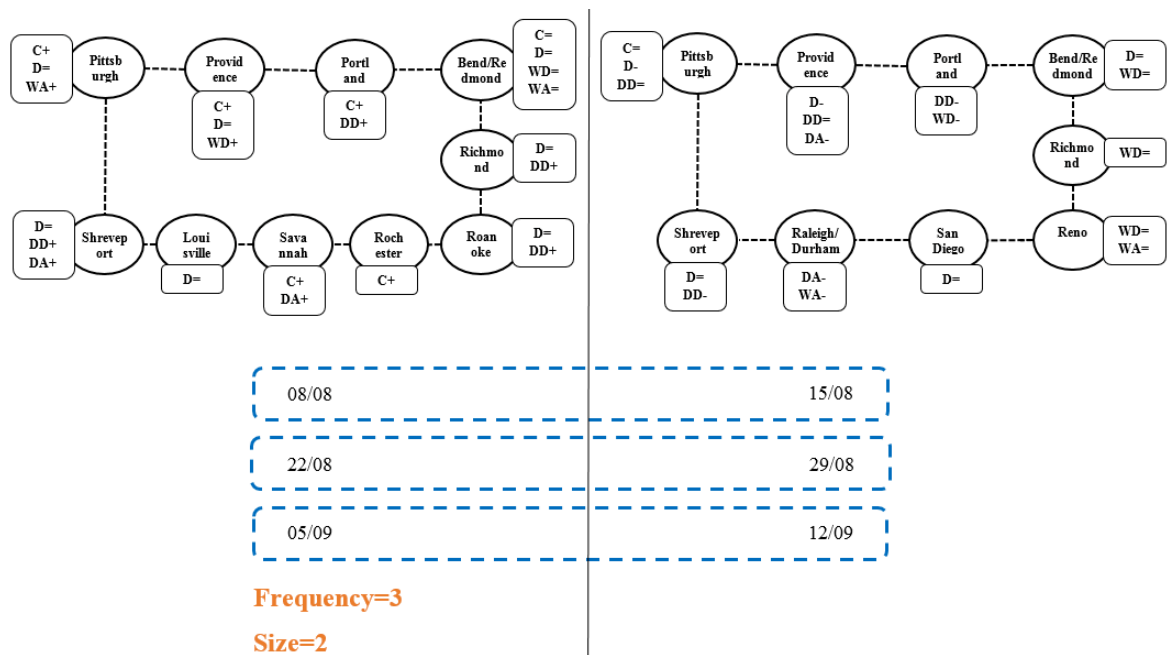 C+
D=
WA+
Pittsb
urgh
Provid
ence
C+
D=
WD+
Portl
and
C+
DD+
Bend/Re
dmond
C=
D=
WD=
WA=
Richmo
nd
D=
DD+
D=
DD+
DA+
Shrevep
ort
Loui
sville
D=
Sava
nnah
C+
DA+
Roch
ester
C+
Roan
oke
D=
DD+
C=
D-
DD=
Pittsb
urgh
Provid
ence
D-
DD=
DA-
Portl
and
DD-
WD-
Bend/Re
dmond
D=
WD=
Richmo
nd
WD=
Shrevep
ort
D=
DD-
Raleigh/
Durham
DA-
WA-
San
Diego
D=
Reno
WD=
WA=
08/08 15/08
22/08 29/08
05/09 12/09
Frequency=3
Size=2